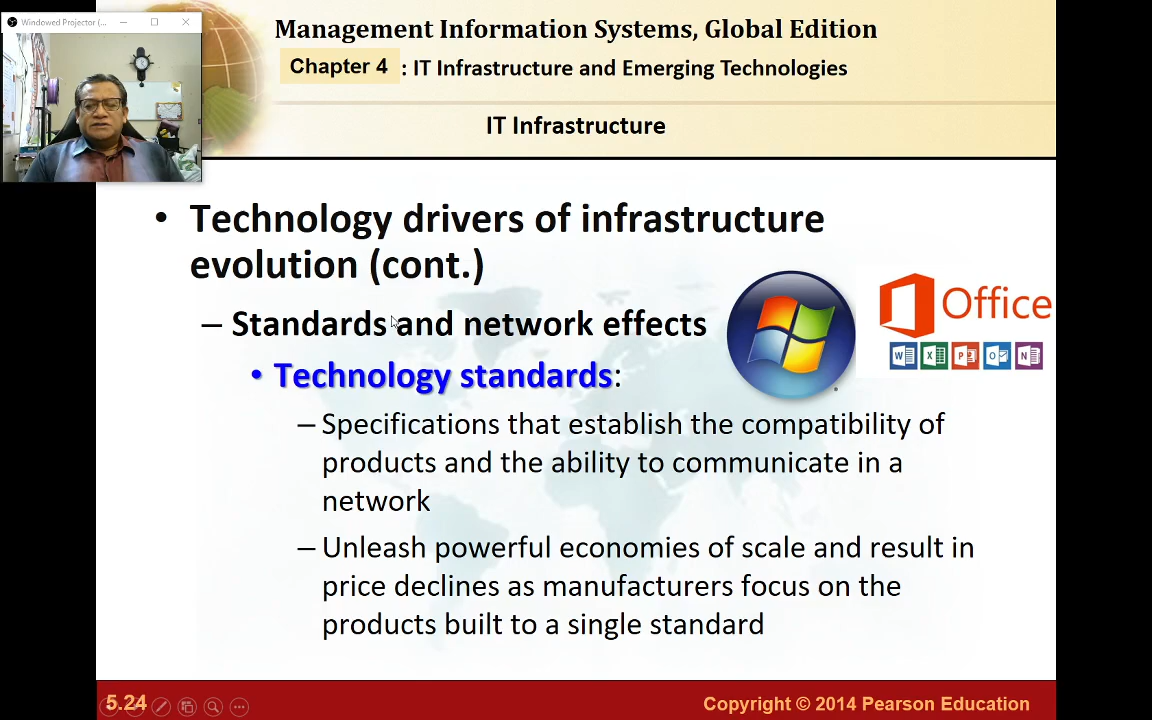 Windowed Projector (...
Management Information Systems, Global Edition
Chapter 4 : IT Infrastructure and Emerging Technologies
IT Infrastructure
• Technology drivers of infrastructure
evolution (cont.)
– Standards and network effects
• Technology standards:
– Specifications that establish the compatibility of
products and the ability to communicate in a
network
– Unleash powerful economies of scale and result in
price declines as manufacturers focus on the
products built to a single standard
Office
W X P O N
5.24
Copyright © 2014 Pearson Education